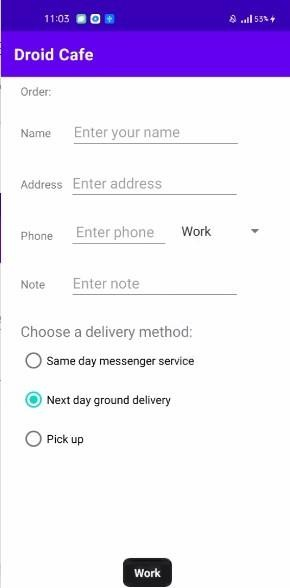 11:03 53%
Droid Cafe
Order:
Name Enter your name
Address Enter address
Phone Enter phone Work
Note Enter note
Choose a delivery method:
Same day messenger service
Next day ground delivery
Pick up
Work